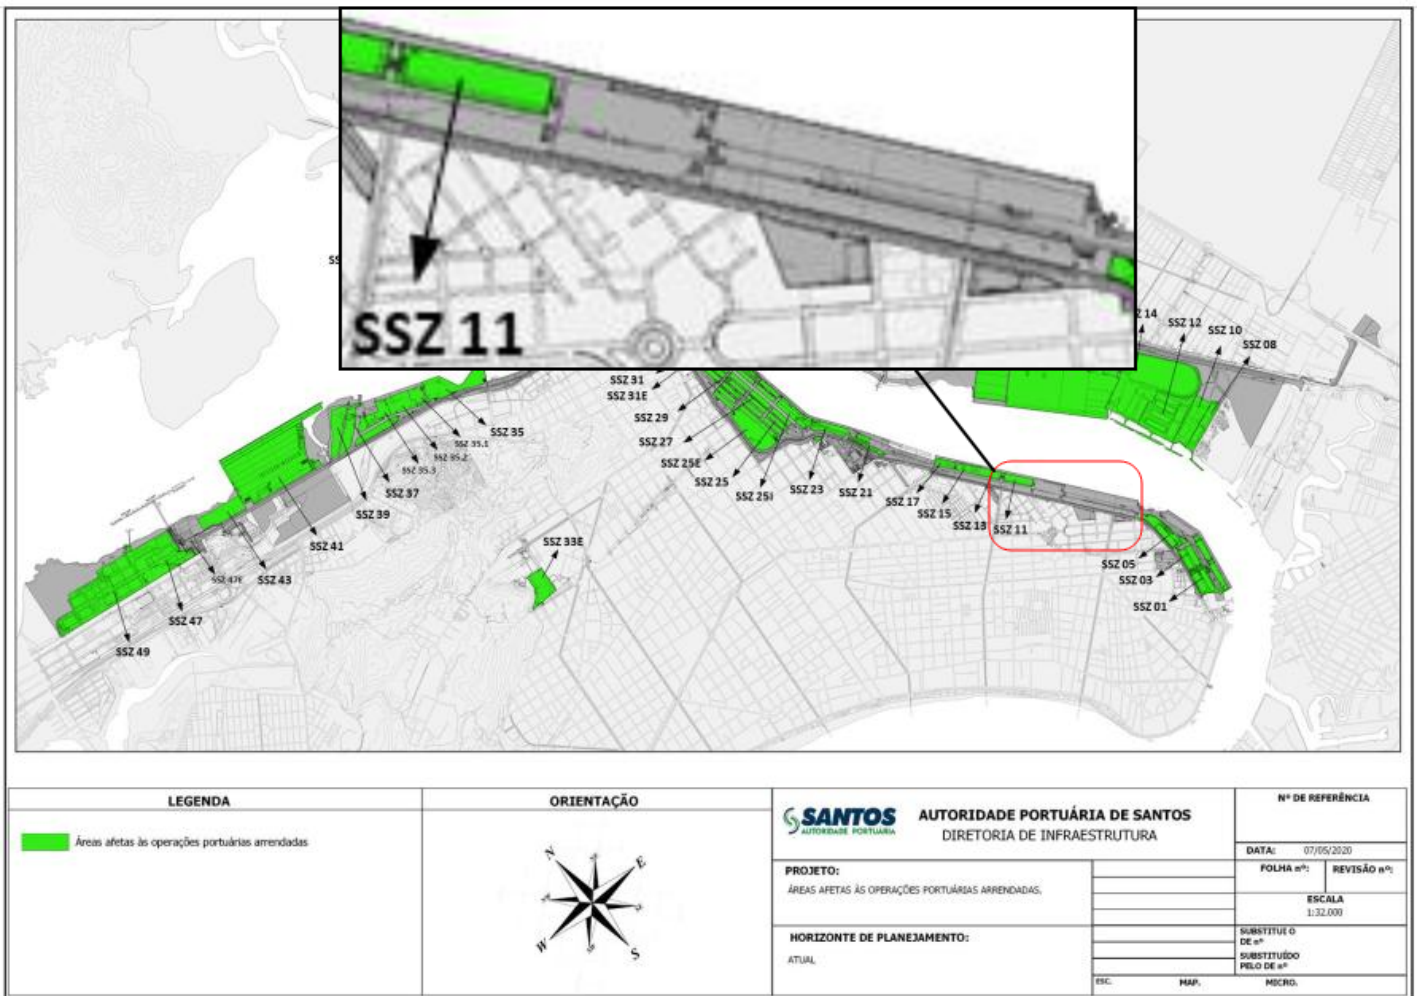 SSZ 11
SS
Z 14
SSZ 12
SSZ 10
SSZ 08
SSZ 31
SSZ 31E
SSZ 29
SSZ 27
SSZ 25E
SSZ 25
SSZ 25I
SSZ 23
SSZ 21
SSZ 17
SSZ 15
SSZ 13
SSZ 11
SSZ 05
SSZ 03
SSZ 01
SSZ 35
SSZ 35.1
SSZ 35.2
SSZ 35.3
SSZ 37
SSZ 39
SSZ 41
SSZ 33E
SSZ 43
SSZ 47E
SSZ 47
SSZ 49
LEGENDA
Áreas afetas às operações portuárias arrendadas
ORIENTAÇÃO
N
E
W
S
SANTOS
AUTORIDADE PORTUÁRIA
AUTORIDADE PORTUÁRIA DE SANTOS
DIRETORIA DE INFRAESTRUTURA
Nº DE REFERÊNCIA
DATA: 07/05/2020
PROJETO:
ÁREAS AFETAS ÀS OPERAÇÕES PORTUÁRIAS ARRENDADAS.
FOLHA nº:
REVISÃO nº:
ESCALA
1:32.000
HORIZONTE DE PLANEJAMENTO:
ATUAL
SUBSTITUI O
DE nº
SUBSTITUÍDO
PELO DE nº
ESC.
MAP.
MICRO.